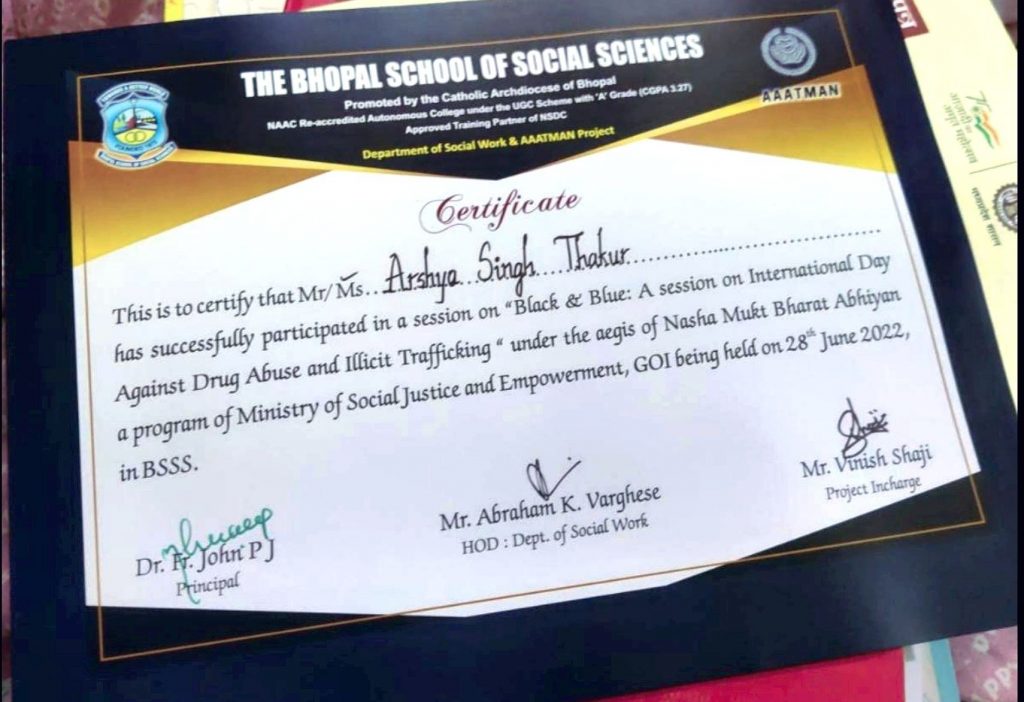 THE BHOPAL SCHOOL OF SOCIAL SCIENCES
Promoted by the Catholic Archdiocese of Bhopal
NAAC Re-accredited Autonomous College under the UGC Scheme with 'A' Grade (CGPA 3.27)
Approved Training Partner of NSDC
Department of Social Work & AAATMAN Project
AAATMAN
Certificate
This is to certify that Mr/Ms...Arshya Singh Thakur..............................
has successfully participated in a session on "Black & Blue: A session on International Day
Against Drug Abuse and Illicit Trafficking " under the aegis of Nasha Mukt Bharat Abhiyan
a program of Ministry of Social Justice and Empowerment, GOI being held on 28th June 2022,
in BSSS.
Dr. Fr. John P J
Principal
Mr. Abraham K. Varghese
HOD : Dept. of Social Work
Mr. Vinish Shaji
Project Incharge